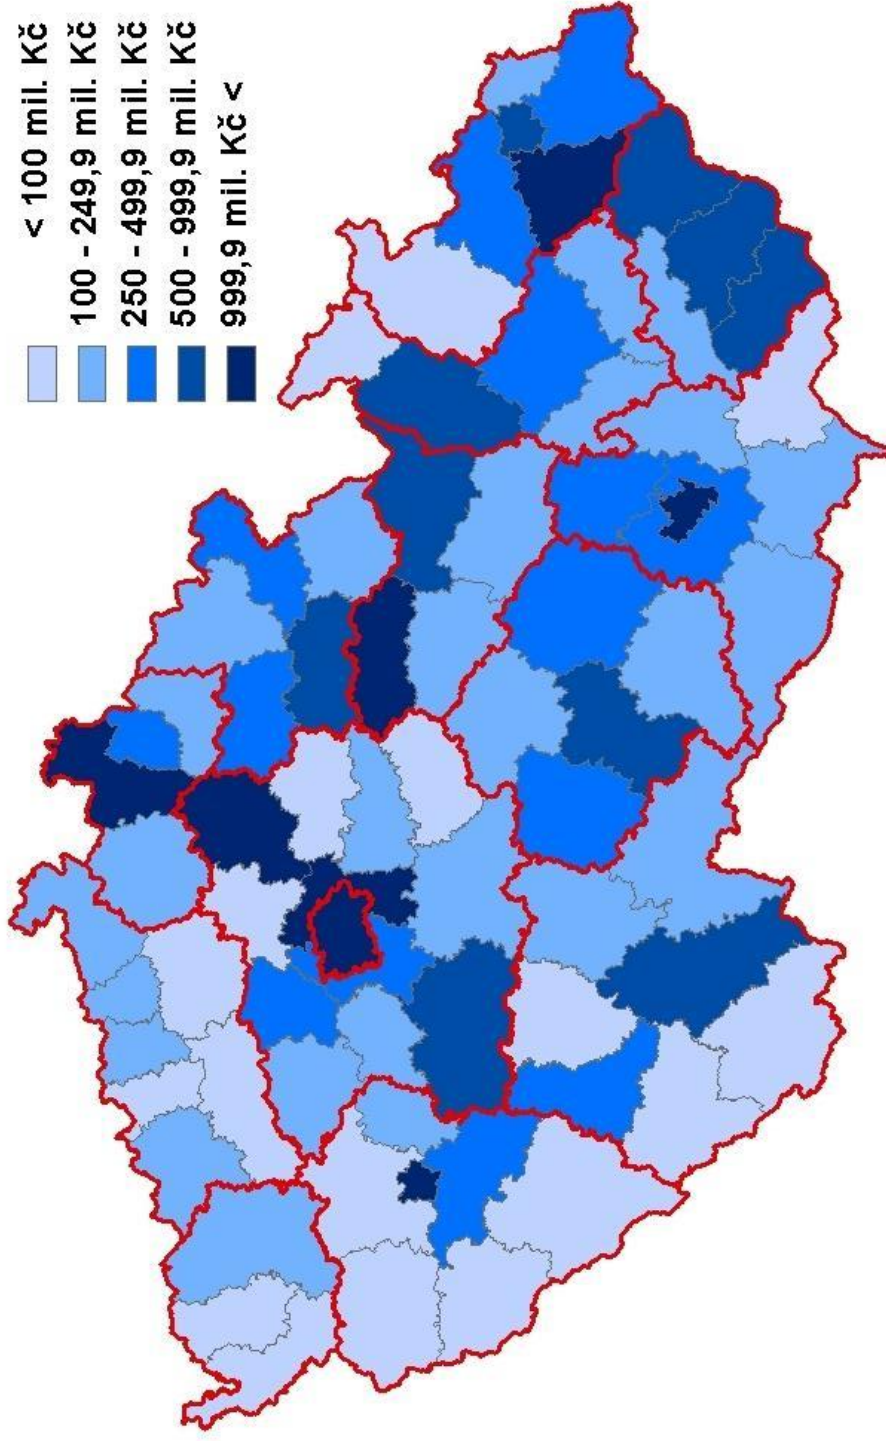 < 100 mil. Kč
100 - 249,9 mil. Kč
250 - 499,9 mil. Kč
500 - 999,9 mil. Kč
999,9 mil. Kč <